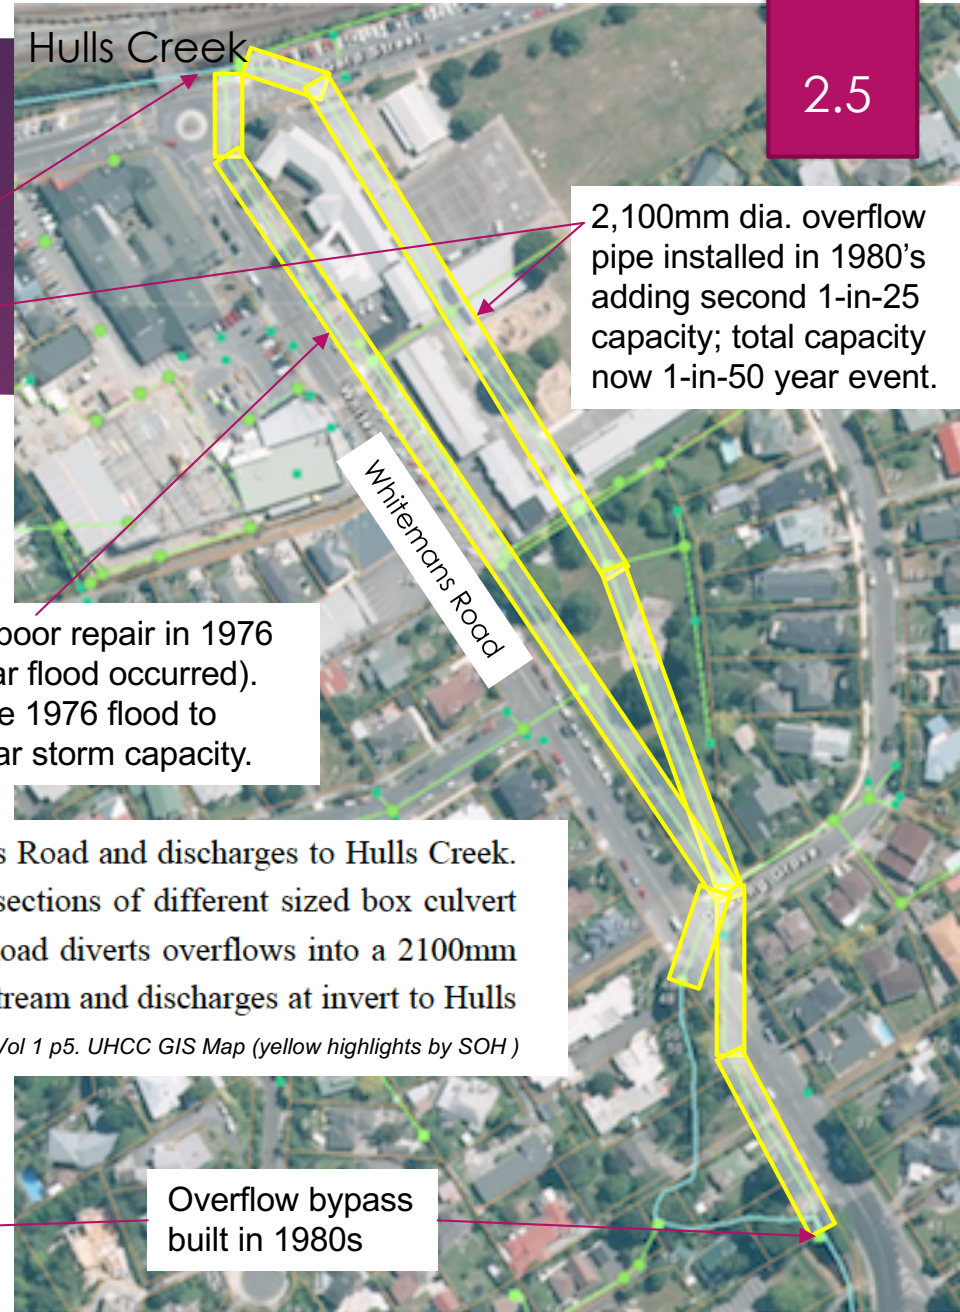 Hulls Creek
2.5
2,100mm dia. overflow
pipe installed in 1980's
adding second 1-in-25
capacity; total capacity
now 1-in-50 year event.
Whitemans Road
poor repair in 1976
ar flood occurred).
e 1976 flood to
ar storm capacity.
s Road and discharges to Hulls Creek.
sections of different sized box culvert
oad diverts overflows into a 2100mm
tream and discharges at invert to Hulls
Vol 1 p5. UHCC GIS Map (yellow highlights by SOH )
Overflow bypass
built in 1980s